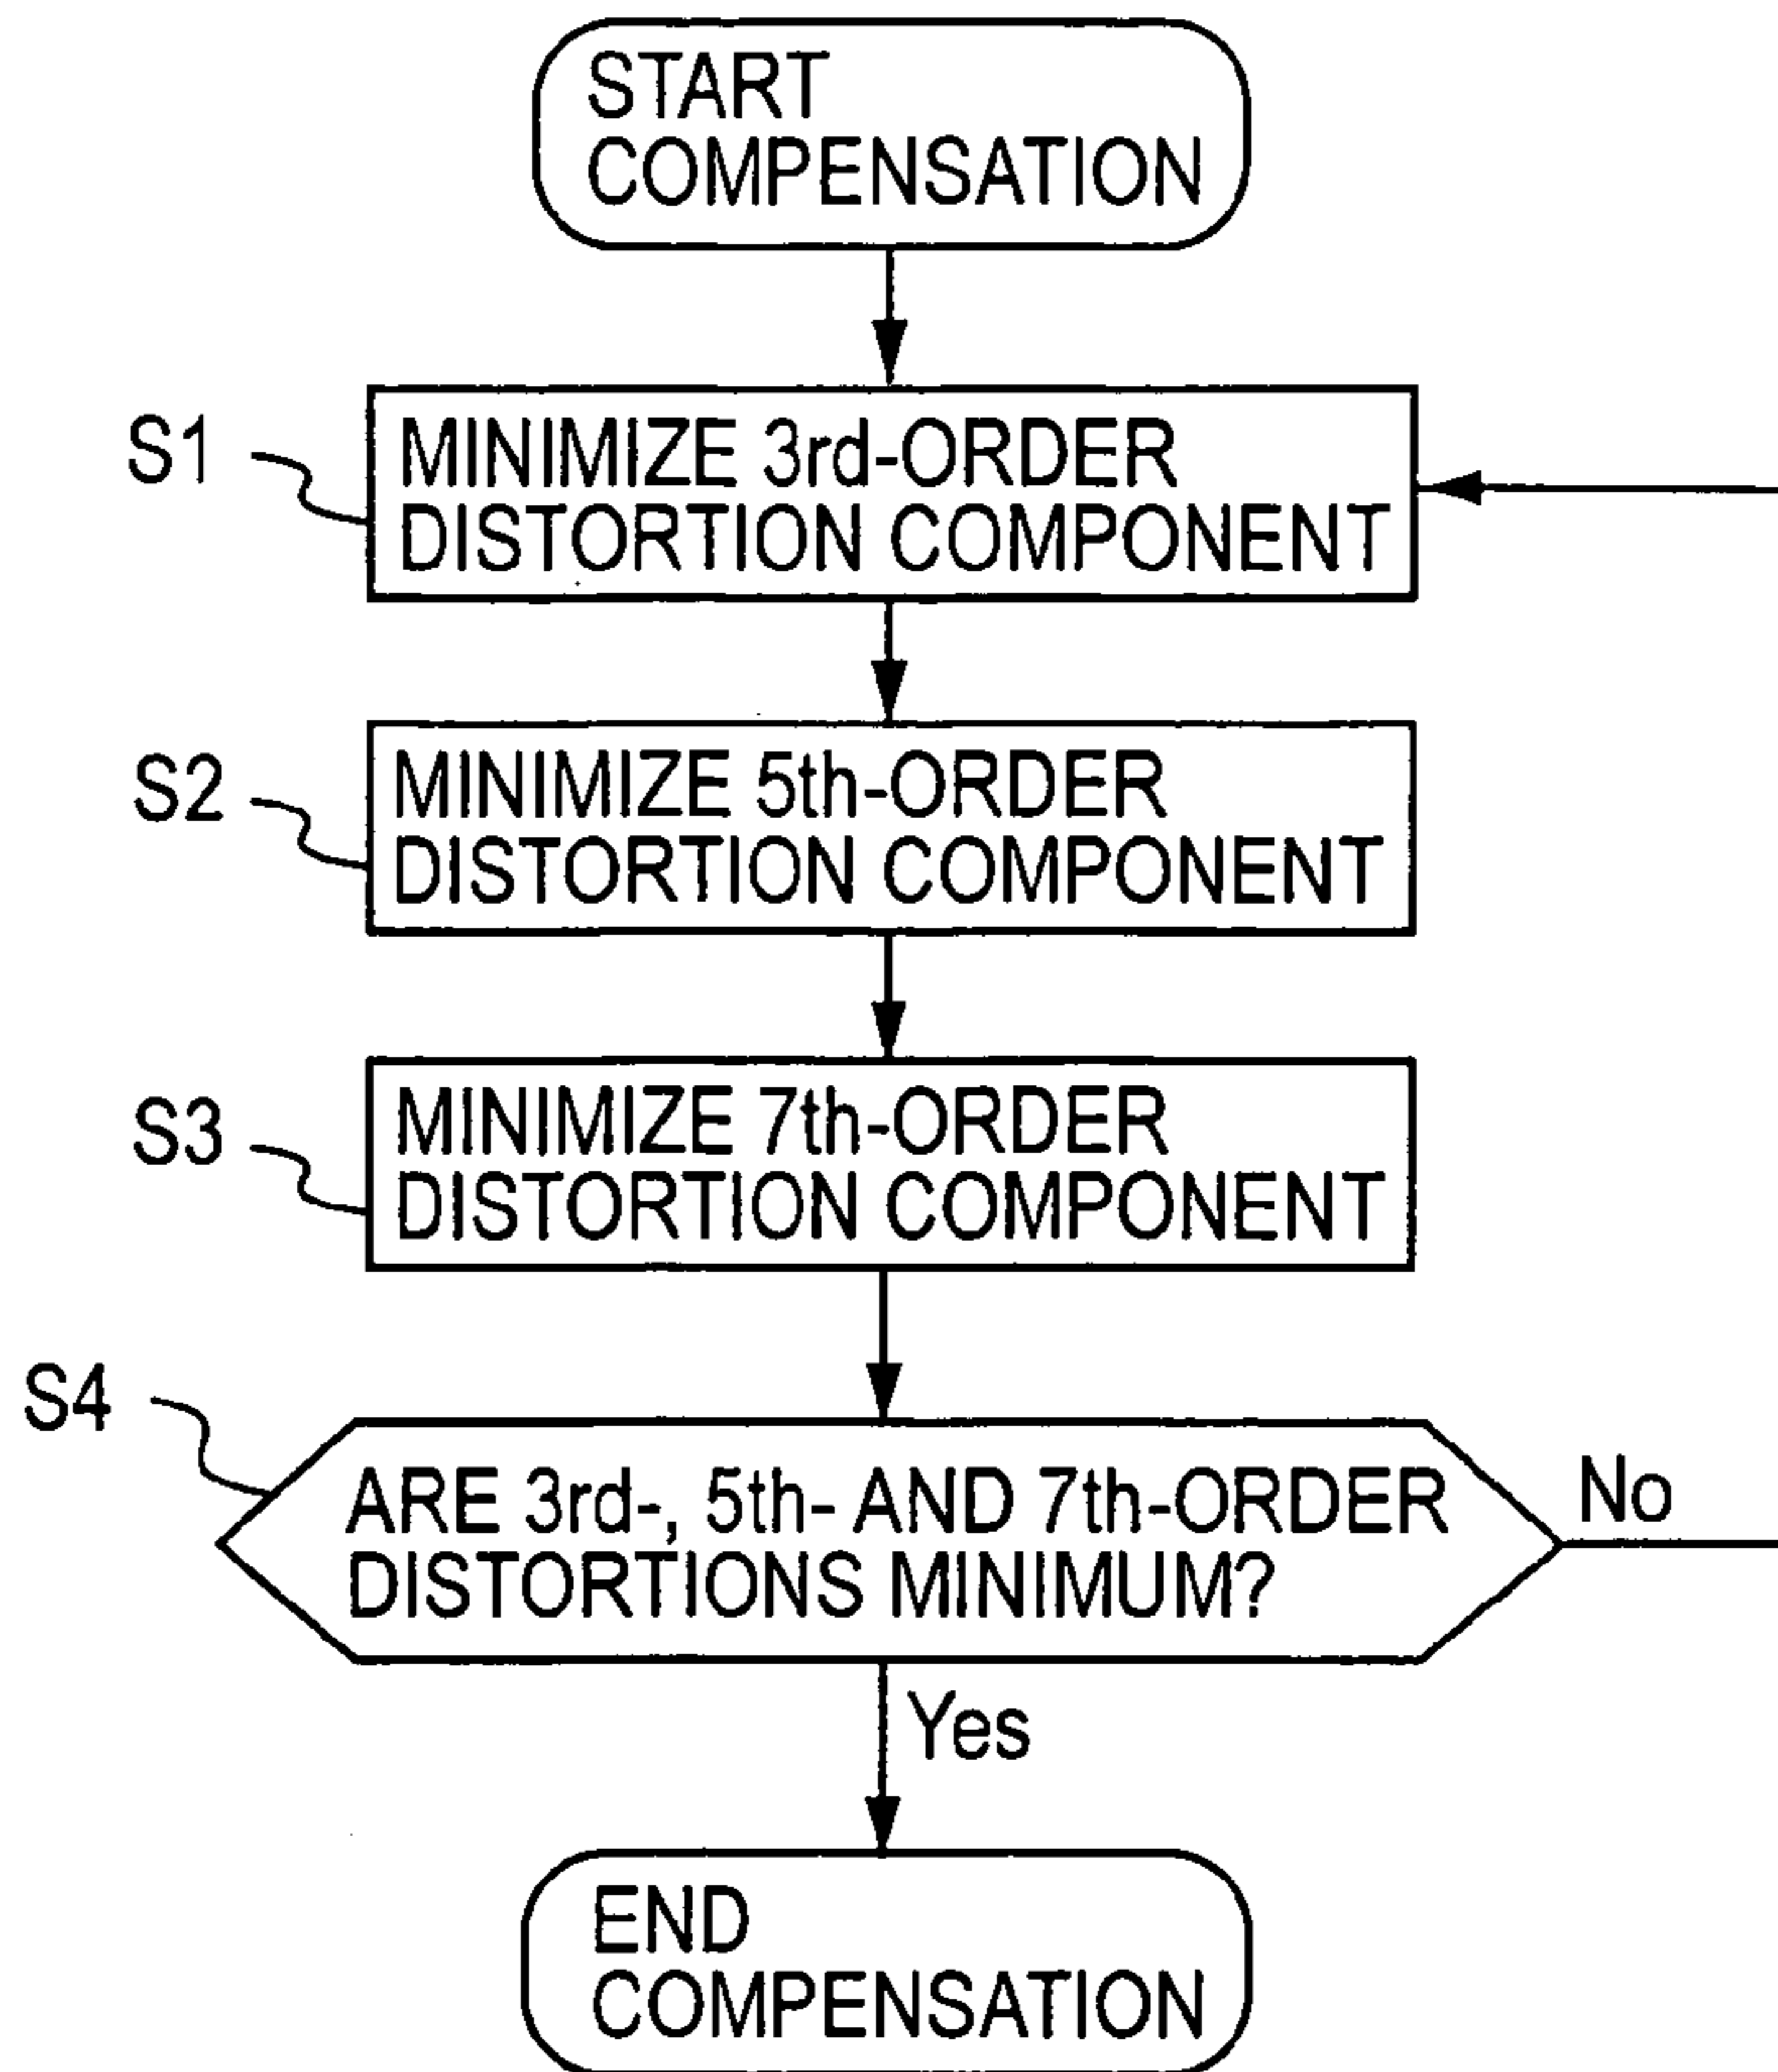 START
COMPENSATION
S1
MINIMIZE 3rd-ORDER
DISTORTION COMPONENT
S2
MINIMIZE 5th-ORDER
DISTORTION COMPONENT
S3
MINIMIZE 7th-ORDER
DISTORTION COMPONENT
S4
ARE 3rd-, 5th- AND 7th-ORDER
DISTORTIONS MINIMUM?
No
Yes
END
COMPENSATION